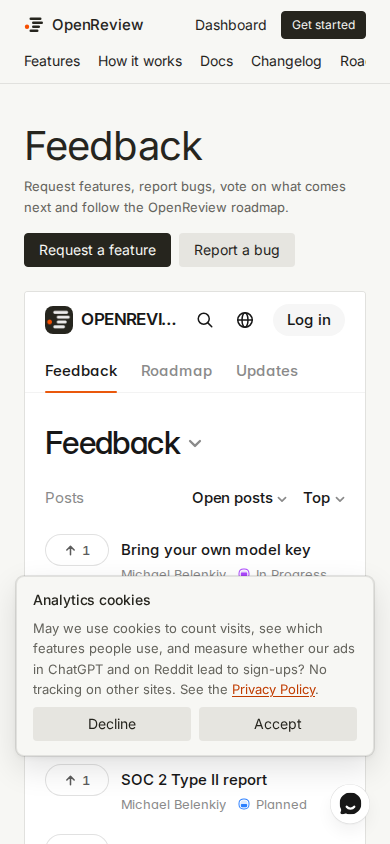 OpenReview
Dashboard
Get started
Features
How it works
Docs
Changelog
Feedback
Request features, report bugs, vote on what comes
next and follow the OpenReview roadmap.
Request a feature
Report a bug
OPENREVI...
Log in
Feedback
Roadmap
Updates
Feedback
Posts
Open posts
Top
1
Bring your own model key
Michael Belenkiy
In Progress
Analytics cookies
May we use cookies to count visits, see which
features people use, and measure whether our ads
in ChatGPT and on Reddit lead to sign-ups? No
tracking on other sites. See the Privacy Policy.
Decline
Accept
1
SOC 2 Type II report
Michael Belenkiy
Planned